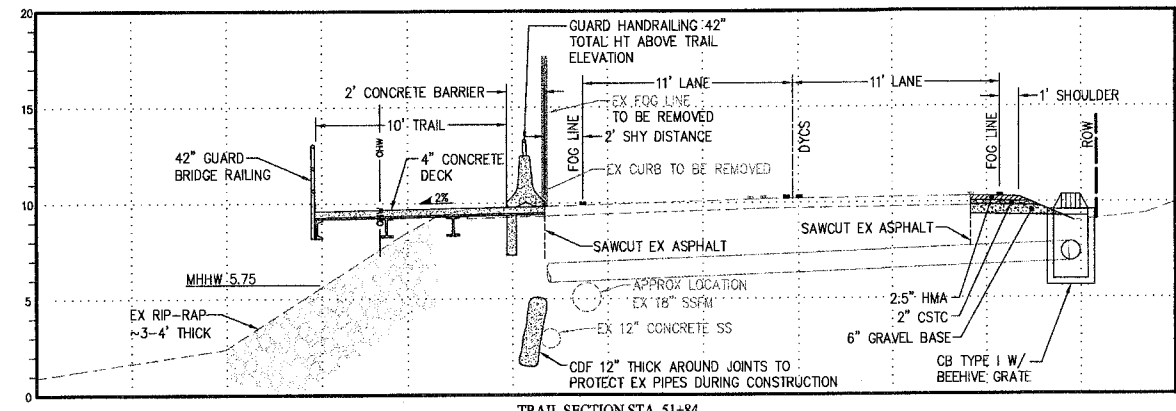 20
15
10
5
0
GUARD HANDRAILING 42"
TOTAL HT ABOVE TRAIL
ELEVATION
2' CONCRETE BARRIER
10' TRAIL
11' LANE
11' LANE
1' SHOULDER
EX FOG LINE
TO BE REMOVED
2' SHY DISTANCE
EX CURB TO BE REMOVED
FOG LINE
DYCS
FOG LINE
ROW
OHW
OHW
42" GUARD
BRIDGE RAILING
4" CONCRETE
DECK
2%
SAWCUT EX ASPHALT
SAWCUT EX ASPHALT
MHHW 5.75
EX RIP-RAP
~3-4' THICK
APPROX LOCATION
EX 18" SSFM
EX 12" CONCRETE SS
CDF 12" THICK AROUND JOINTS TO
PROTECT EX PIPES DURING CONSTRUCTION
2.5" HMA
2" CSTC
6" GRAVEL BASE
CB TYPE I W/
BEEHIVE GRATE
TRAIL SECTION STA. 51+84